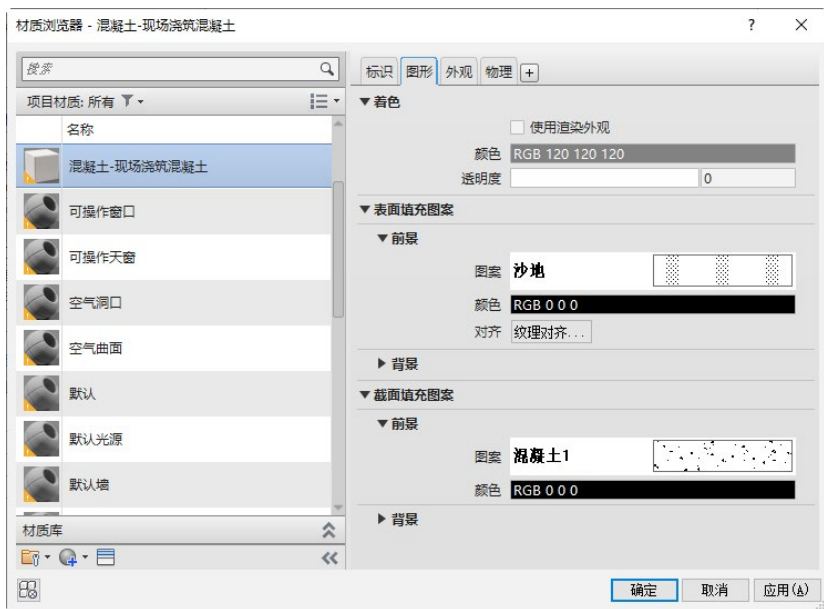 材质浏览器 - 混凝土-现场浇筑混凝土
?
搜索
项目材质: 所有
名称
混凝土-现场浇筑混凝土
可操作窗口
可操作天窗
空气洞口
空气曲面
默认
默认光源
默认墙
材质库
标识 图形 外观 物理
着色
使用渲染外观
颜色 RGB 120 120 120
透明度 0
表面填充图案
前景
图案 沙地
颜色 RGB 0 0 0
对齐 纹理对齐...
背景
截面填充图案
前景
图案 混凝土1
颜色 RGB 0 0 0
背景
确定 取消 应用(A)